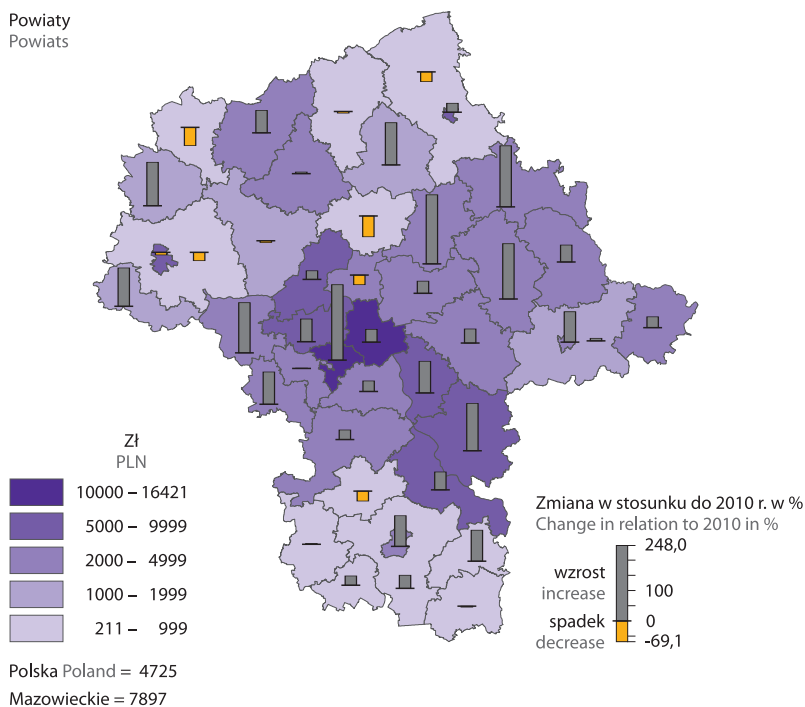 Powiaty
Powiats
Zł
PLN
10000 – 16421
5000 – 9999
2000 – 4999
1000 – 1999
211 – 999
Polska Poland = 4725
Mazowieckie = 7897
Zmiana w stosunku do 2010 r. w %
Change in relation to 2010 in %
248,0
wzrost
increase
100
spadek
decrease
0
-69,1